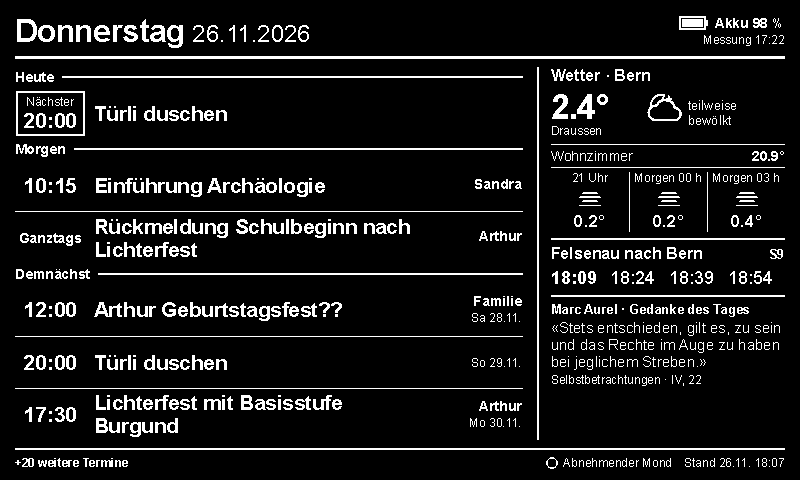 Donnerstag 26.11.2026
Akku 98 %
Messung 17:22
Heute
Nächster
20:00 Türli duschen
Morgen
10:15 Einführung Archäologie Sandra
Ganztags Rückmeldung Schulbeginn nach
Lichterfest Arthur
Demnächst
12:00 Arthur Geburtstagsfest?? Familie
Sa 28.11.
20:00 Türli duschen So 29.11.
17:30 Lichterfest mit Basisstufe
Burgund Arthur
Mo 30.11.
+20 weitere Termine
Wetter · Bern
2.4° teilweise
bewölkt
Draussen
Wohnzimmer 20.9°
21 Uhr Morgen 00 h Morgen 03 h
0.2° 0.2° 0.4°
Felsenau nach Bern S9
18:09 18:24 18:39 18:54
Marc Aurel · Gedanke des Tages
«Stets entschieden, gilt es, zu sein
und das Rechte im Auge zu haben
bei jeglichem Streben.»
Selbstbetrachtungen · IV, 22
Abnehmender Mond Stand 26.11. 18:07